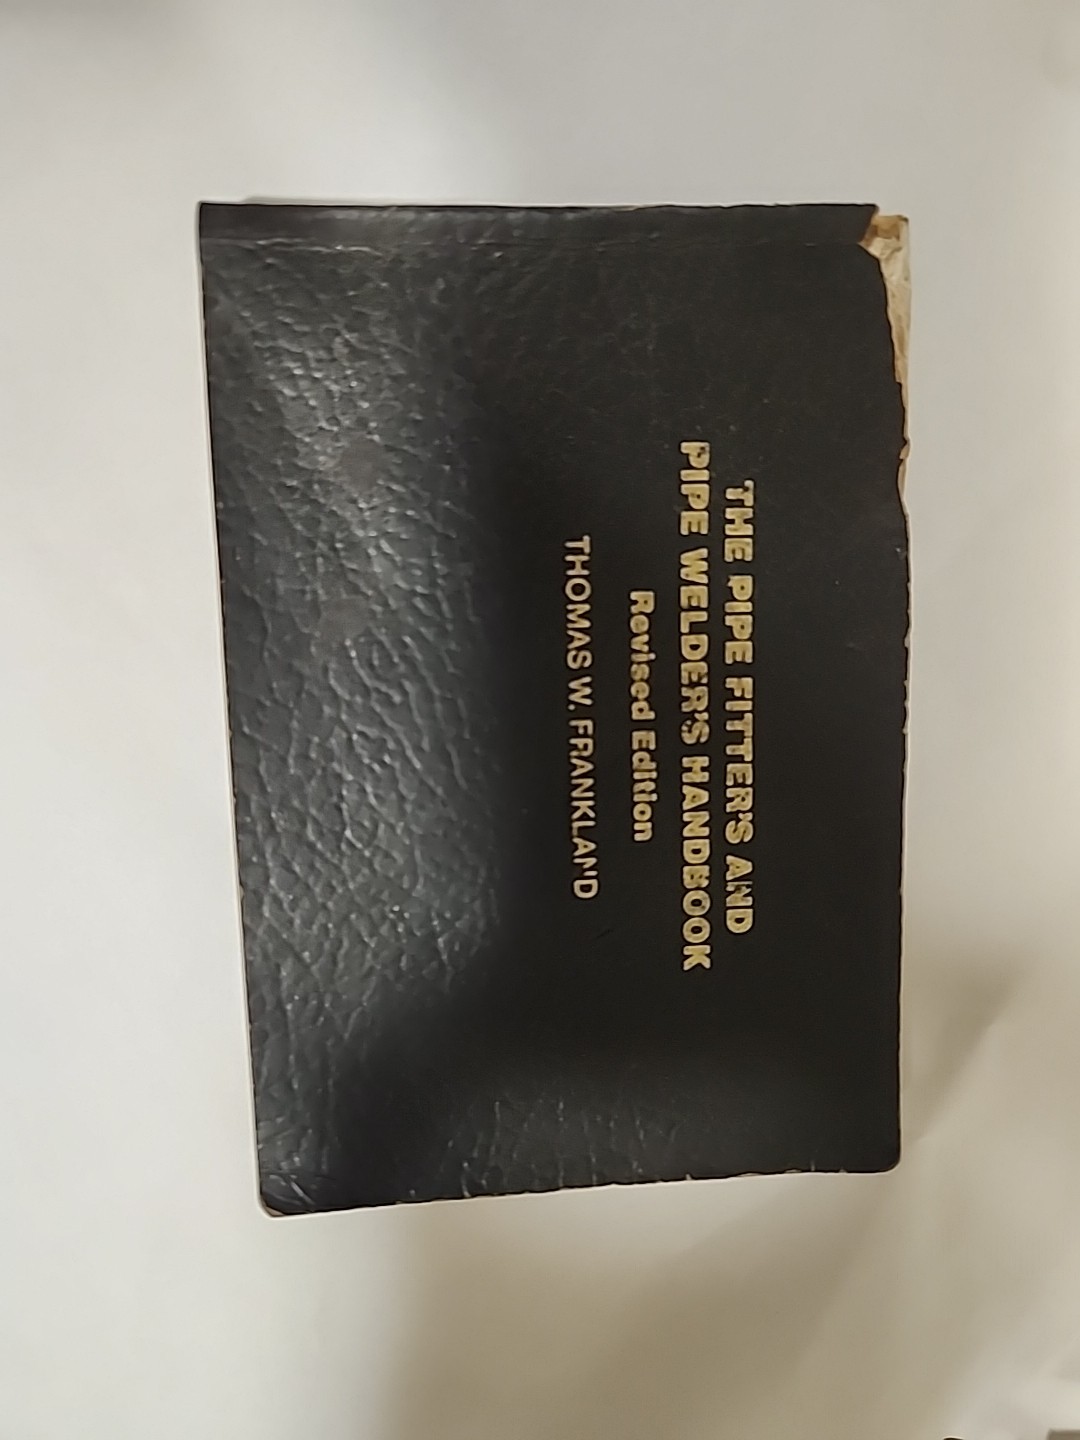 THE PIPE FITTER'S AND
PIPE WELDER'S HANDBOOK
Revised Edition
THOMAS W. FRANKLAND